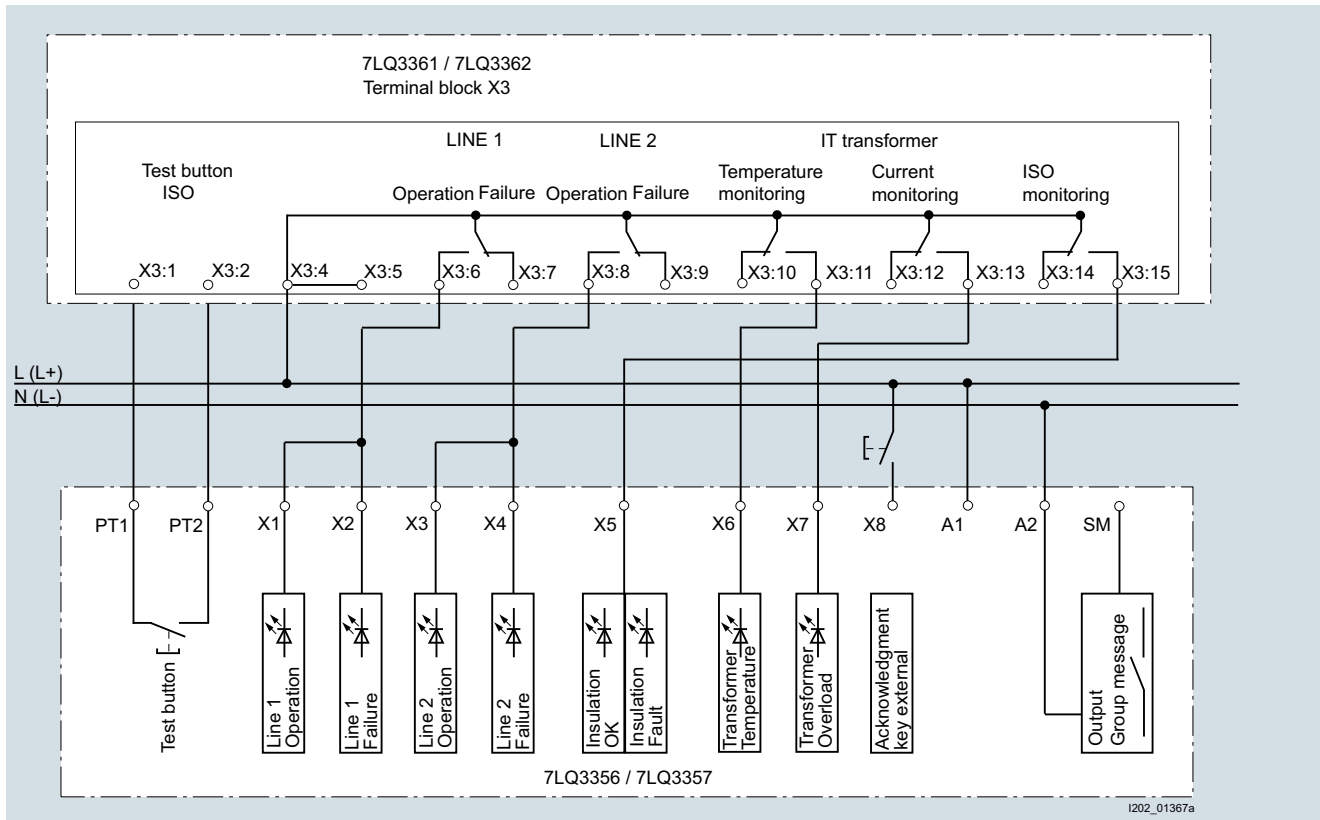 7LQ3361 / 7LQ3362
Terminal block X3
LINE 1
LINE 2
IT transformer
Test button
ISO
Operation Failure
Operation Failure
Temperature
monitoring
Current
monitoring
ISO
monitoring
X3:1
X3:2
X3:4
X3:5
X3:6
X3:7
X3:8
X3:9
X3:10
X3:11
X3:12
X3:13
X3:14
X3:15
L (L+)
N (L-)
PT1
PT2
X1
X2
X3
X4
X5
X6
X7
X8
A1
A2
SM
Test button
Line 1
Operation
Line 1
Failure
Line 2
Operation
Line 2
Failure
Insulation
OK
Insulation
Fault
Transformer
Temperature
Transformer
Overload
Acknowledgment
key external
Output
Group message
7LQ3356 / 7LQ3357
I202_01367a